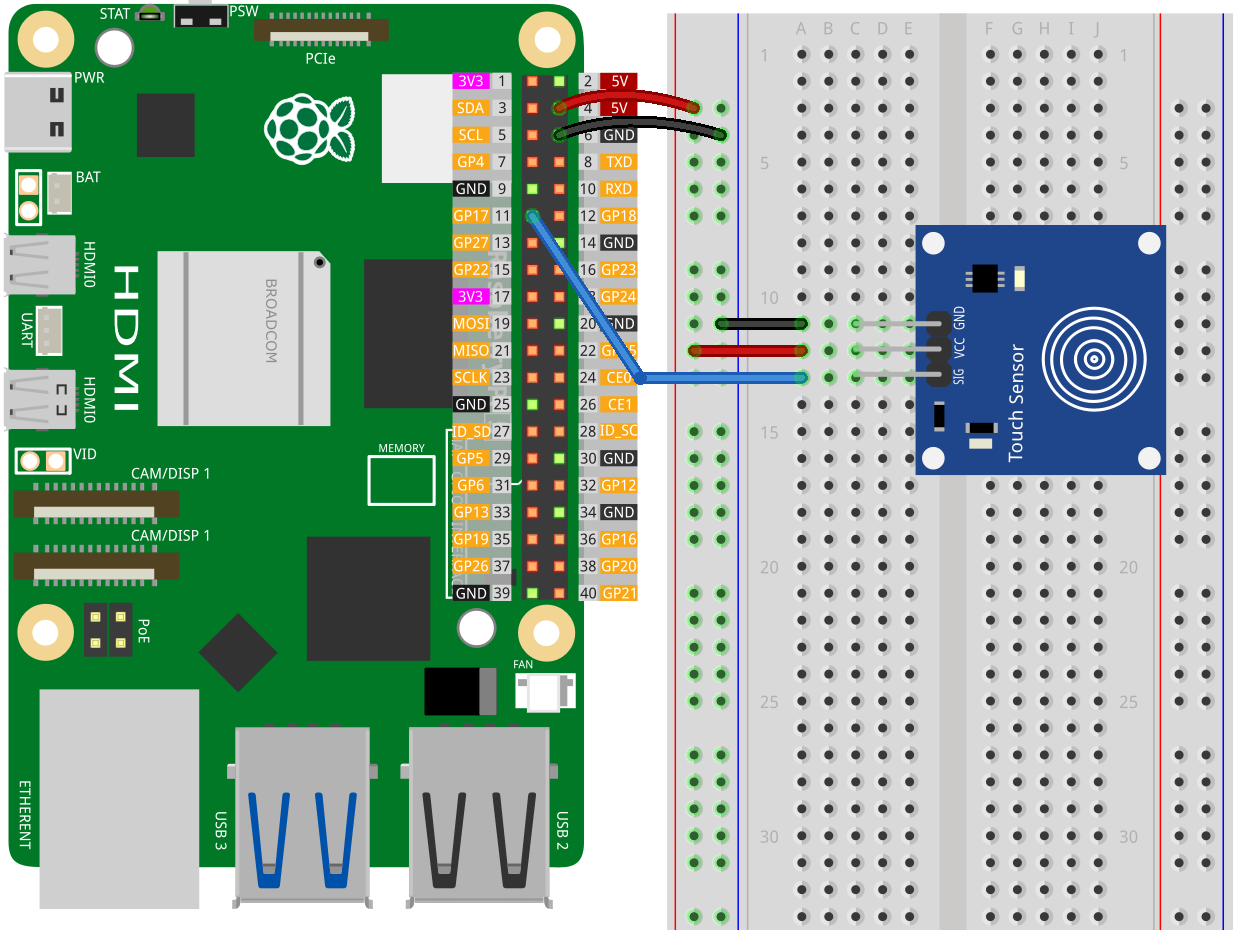 STAT
PSW
PCIe
PWR
BAT
HDMI0
UART
HDMI0
HDMI
BROADCOM
VID
MEMORY
CAM/DISP 1
CAM/DISP 1
PoE
FAN
ETHERENT
USB 3
USB 2
3V3 1 2 5V
SDA 3 4 5V
SCL 5 6 GND
GP4 7 8 TXD
GND 9 10 RXD
GP17 11 12 GP18
GP27 13 14 GND
GP22 15 16 GP23
3V3 17 GP24
MOSI 19 20 GND
MISO 21 22
SCLK 23 24 CE0
GND 25 26 CE1
ID_SD 27 28 ID_SC
GP5 29 30 GND
GP6 31 32 GP12
GP13 33 34 GND
GP19 35 36 GP16
GP26 37 38 GP20
GND 39 40 GP21
A B C D E F G H I J
1 1
5 5
10
15
20 20
25 25
30 30
GND
VCC
SIG
Touch Sensor